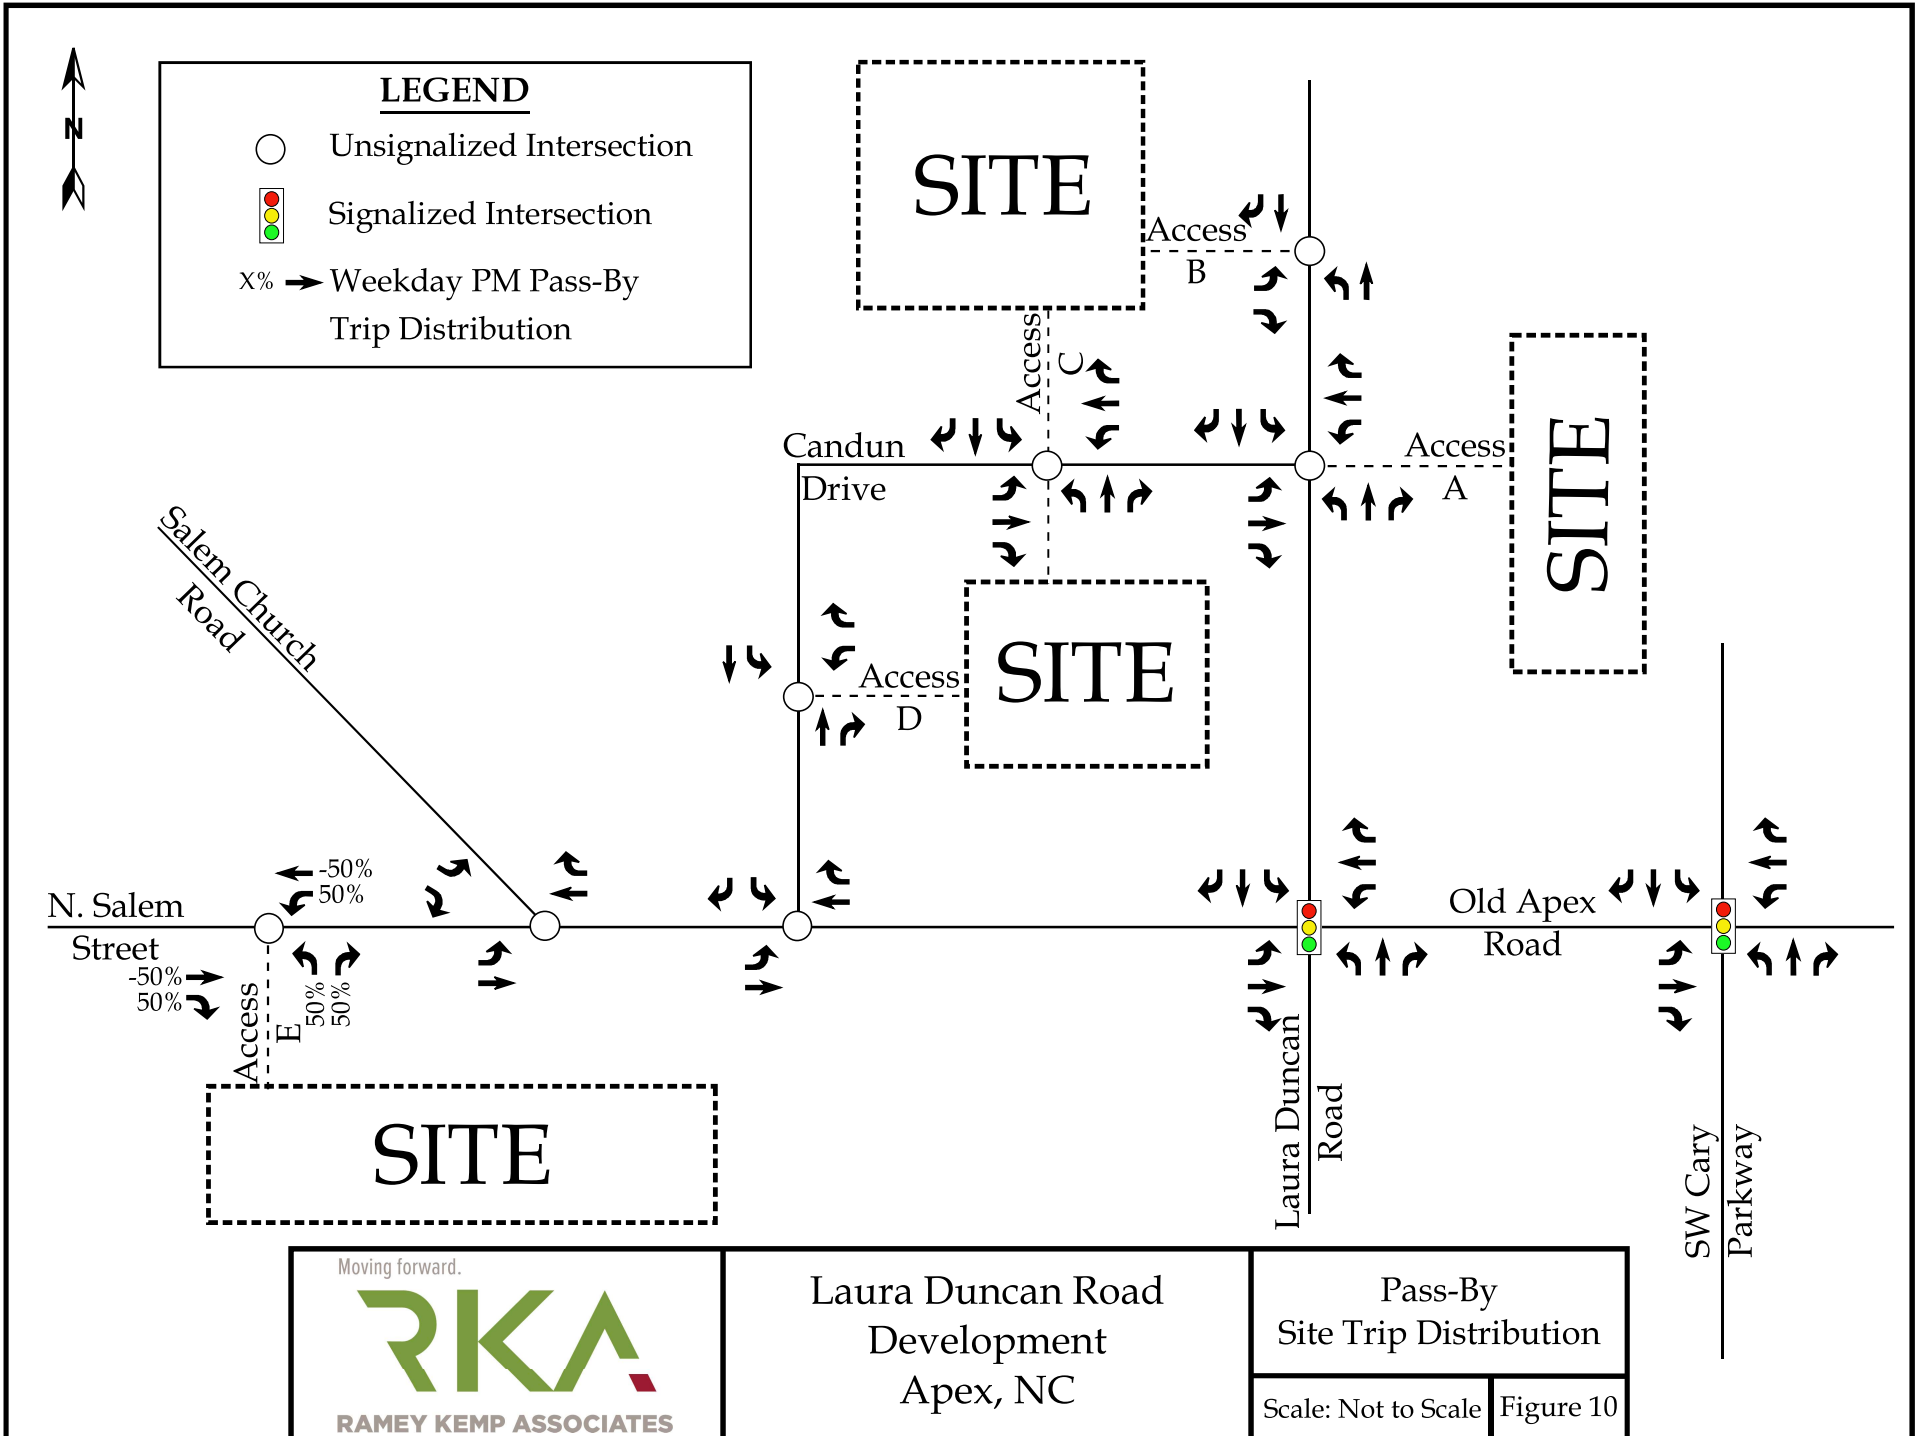 N
LEGEND
Unsignalized Intersection
Signalized Intersection
X% Weekday PM Pass-By
Trip Distribution
SITE
Access
B
Access
C
SITE
Access
A
Candun
Drive
Salem Church
Road
SITE
Access
D
N. Salem
Street
-50%
50%
-50%
50%
50%
50%
Access
E
SITE
Old Apex
Road
Laura Duncan
Road
SW Cary
Parkway
Moving forward.
RKA
RAMEY KEMP ASSOCIATES
Laura Duncan Road
Development
Apex, NC
Pass-By
Site Trip Distribution
Scale: Not to Scale
Figure 10